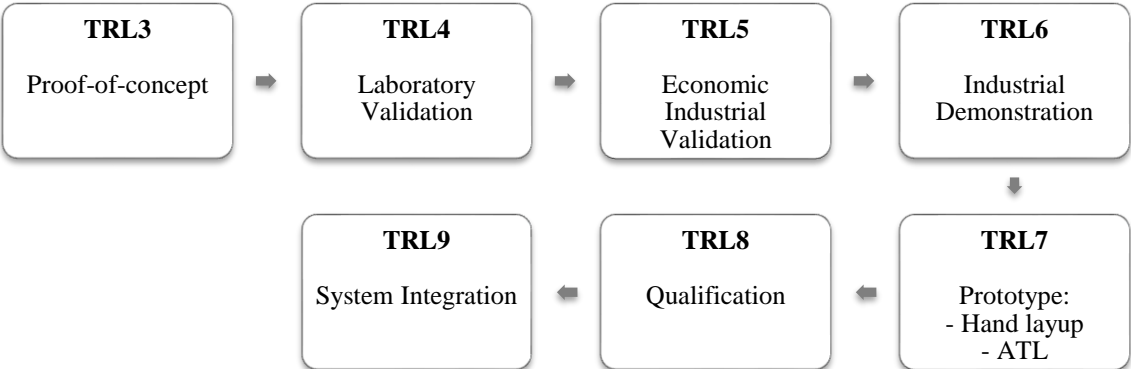 TRL3
Proof-of-concept
TRL4
Laboratory
Validation
TRL5
Economic
Industrial
Validation
TRL6
Industrial
Demonstration
TRL7
Prototype:
- Hand layup
- ATL
TRL8
Qualification
TRL9
System Integration